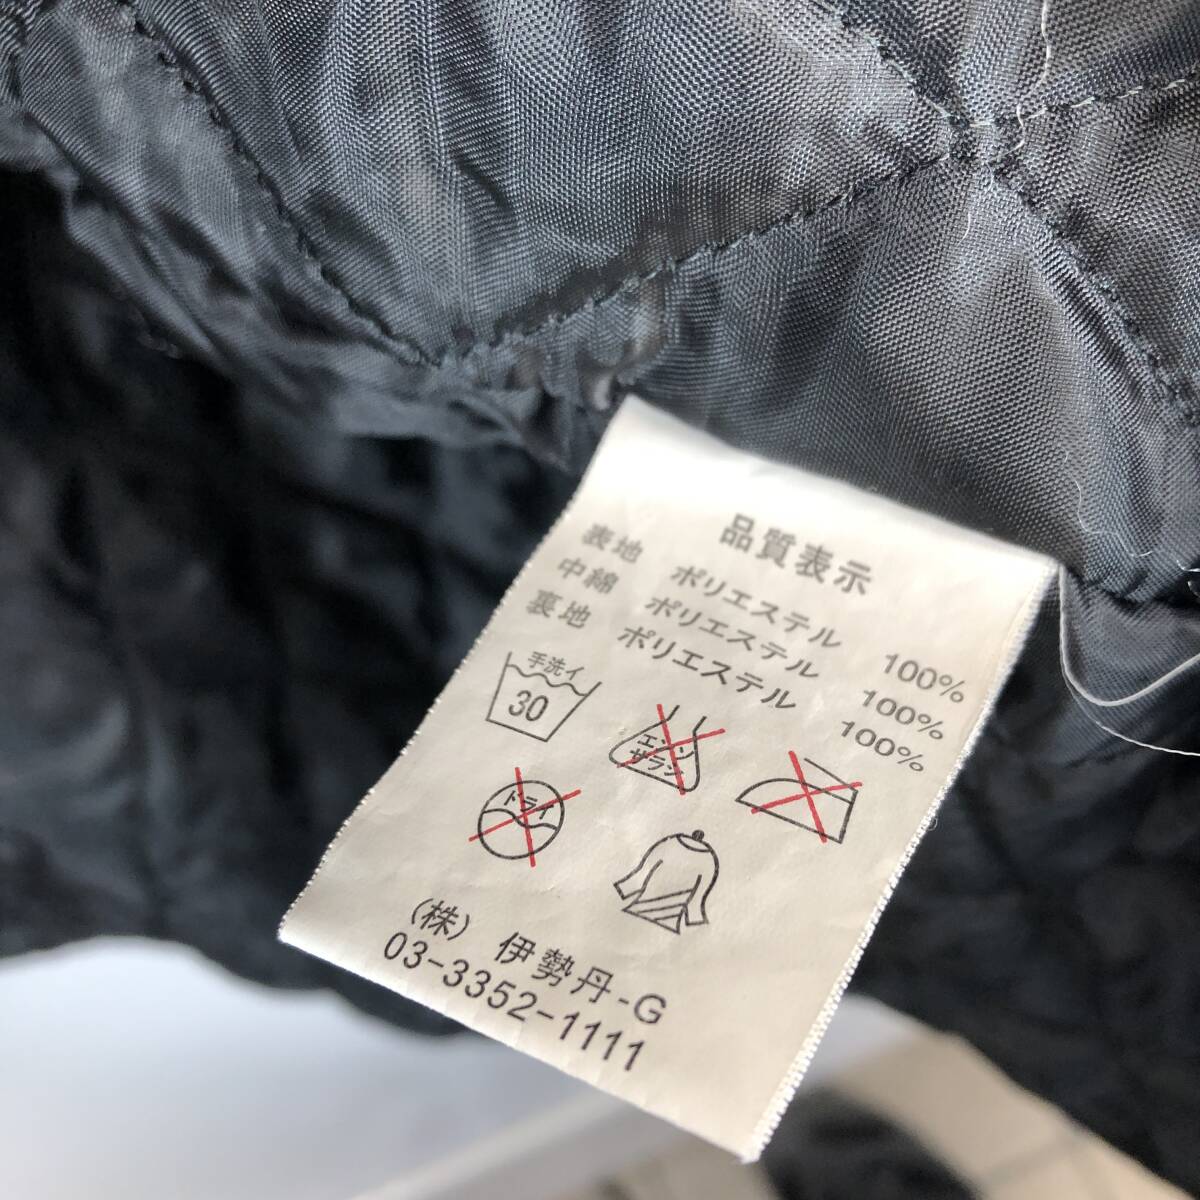 品質表示
表地 ポリエステル 100%
中綿 ポリエステル 100%
裏地 ポリエステル 100%
手洗イ
30
エンソ
サラシ
ドライ
(株) 伊勢丹-G
03-3352-1111